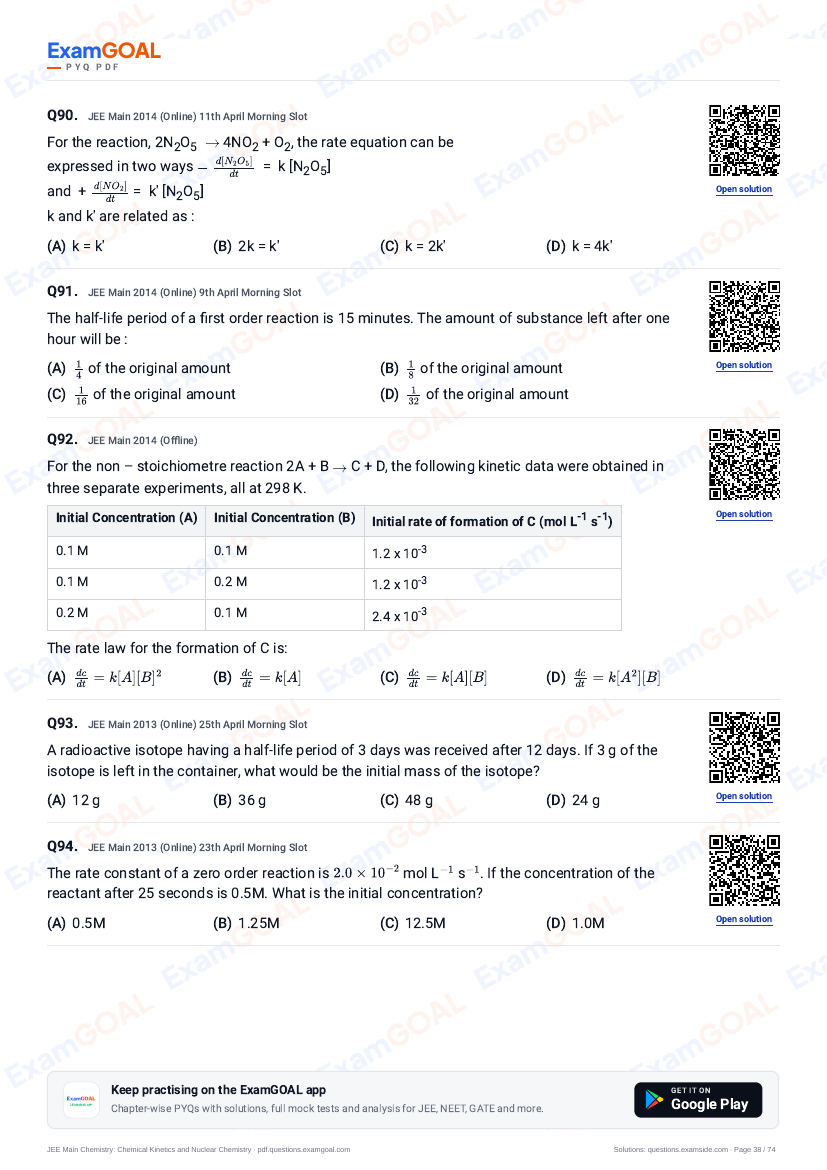 ExamGOAL
PYQ PDF
Q90. JEE Main 2014 (Online) 11th April Morning Slot
For the reaction, 2N₂O₅ → 4NO₂ + O₂, the rate equation can be
expressed in two ways − d[N₂O₅]/dt = k [N₂O₅]
and + d[NO₂]/dt = k' [N₂O₅]
k and k' are related as :
(A) k = k' (B) 2k = k' (C) k = 2k' (D) k = 4k'
Open solution
Q91. JEE Main 2014 (Online) 9th April Morning Slot
The half-life period of a first order reaction is 15 minutes. The amount of substance left after one
hour will be :
(A) 1/4 of the original amount (B) 1/8 of the original amount
(C) 1/16 of the original amount (D) 1/32 of the original amount
Open solution
Q92. JEE Main 2014 (Offline)
For the non – stoichiometre reaction 2A + B → C + D, the following kinetic data were obtained in
three separate experiments, all at 298 K.
Initial Concentration (A) Initial Concentration (B) Initial rate of formation of C (mol L⁻¹ s⁻¹)
0.1 M 0.1 M 1.2 x 10⁻³
0.1 M 0.2 M 1.2 x 10⁻³
0.2 M 0.1 M 2.4 x 10⁻³
The rate law for the formation of C is:
(A) dc/dt = k[A][B]² (B) dc/dt = k[A] (C) dc/dt = k[A][B] (D) dc/dt = k[A²][B]
Open solution
Q93. JEE Main 2013 (Online) 25th April Morning Slot
A radioactive isotope having a half-life period of 3 days was received after 12 days. If 3 g of the
isotope is left in the container, what would be the initial mass of the isotope?
(A) 12 g (B) 36 g (C) 48 g (D) 24 g
Open solution
Q94. JEE Main 2013 (Online) 23th April Morning Slot
The rate constant of a zero order reaction is 2.0 × 10⁻² mol L⁻¹ s⁻¹. If the concentration of the
reactant after 25 seconds is 0.5M. What is the initial concentration?
(A) 0.5M (B) 1.25M (C) 12.5M (D) 1.0M
Open solution
ExamGOAL
Keep practising on the ExamGOAL app
Chapter-wise PYQs with solutions, full mock tests and analysis for JEE, NEET, GATE and more.
GET IT ON
Google Play
JEE Main Chemistry: Chemical Kinetics and Nuclear Chemistry · pdf.questions.examgoal.com
Solutions: questions.examside.com · Page 38 / 74